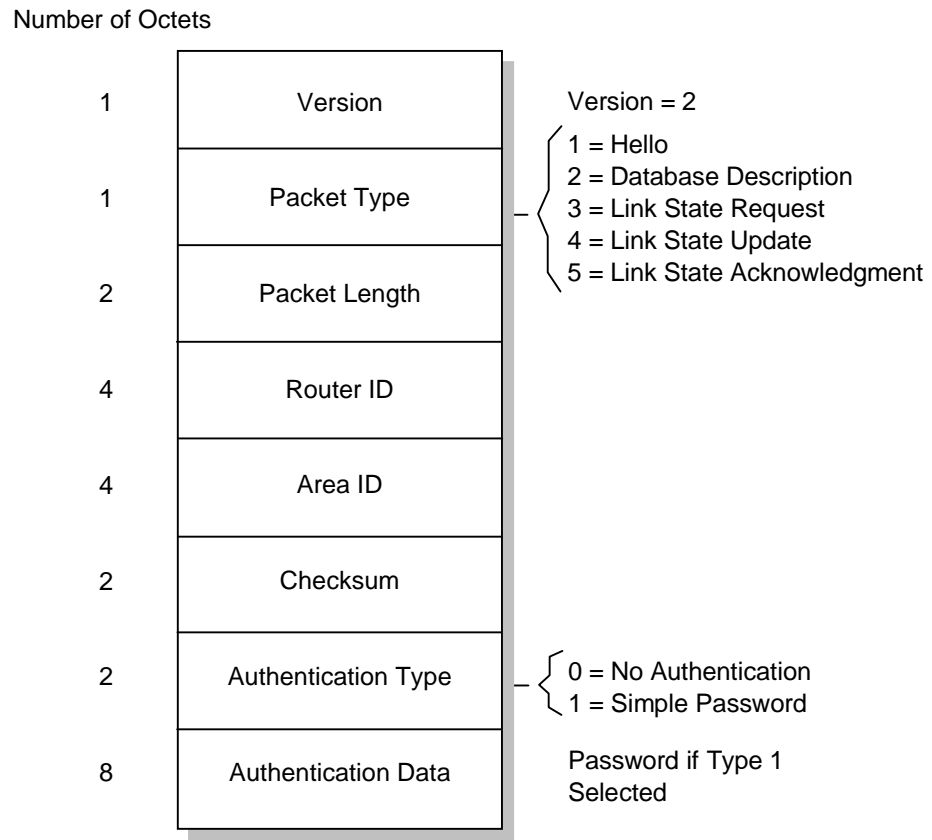 Number of Octets
1
Version
Version = 2
1
Packet Type
1 = Hello
2 = Database Description
3 = Link State Request
4 = Link State Update
5 = Link State Acknowledgment
2
Packet Length
4
Router ID
4
Area ID
2
Checksum
2
Authentication Type
0 = No Authentication
1 = Simple Password
8
Authentication Data
Password if Type 1
Selected